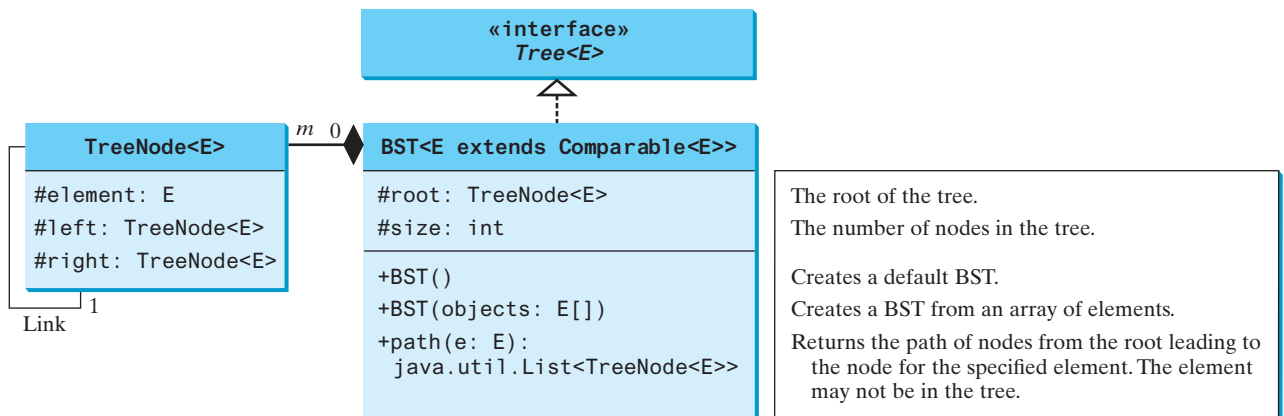 «interface»
Tree<E>
m 0
TreeNode<E>
#element: E
#left: TreeNode<E>
#right: TreeNode<E>
1
Link
BST<E extends Comparable<E>>
#root: TreeNode<E>
#size: int
+BST()
+BST(objects: E[])
+path(e: E):
java.util.List<TreeNode<E>>
The root of the tree.
The number of nodes in the tree.
Creates a default BST.
Creates a BST from an array of elements.
Returns the path of nodes from the root leading to
the node for the specified element. The element
may not be in the tree.